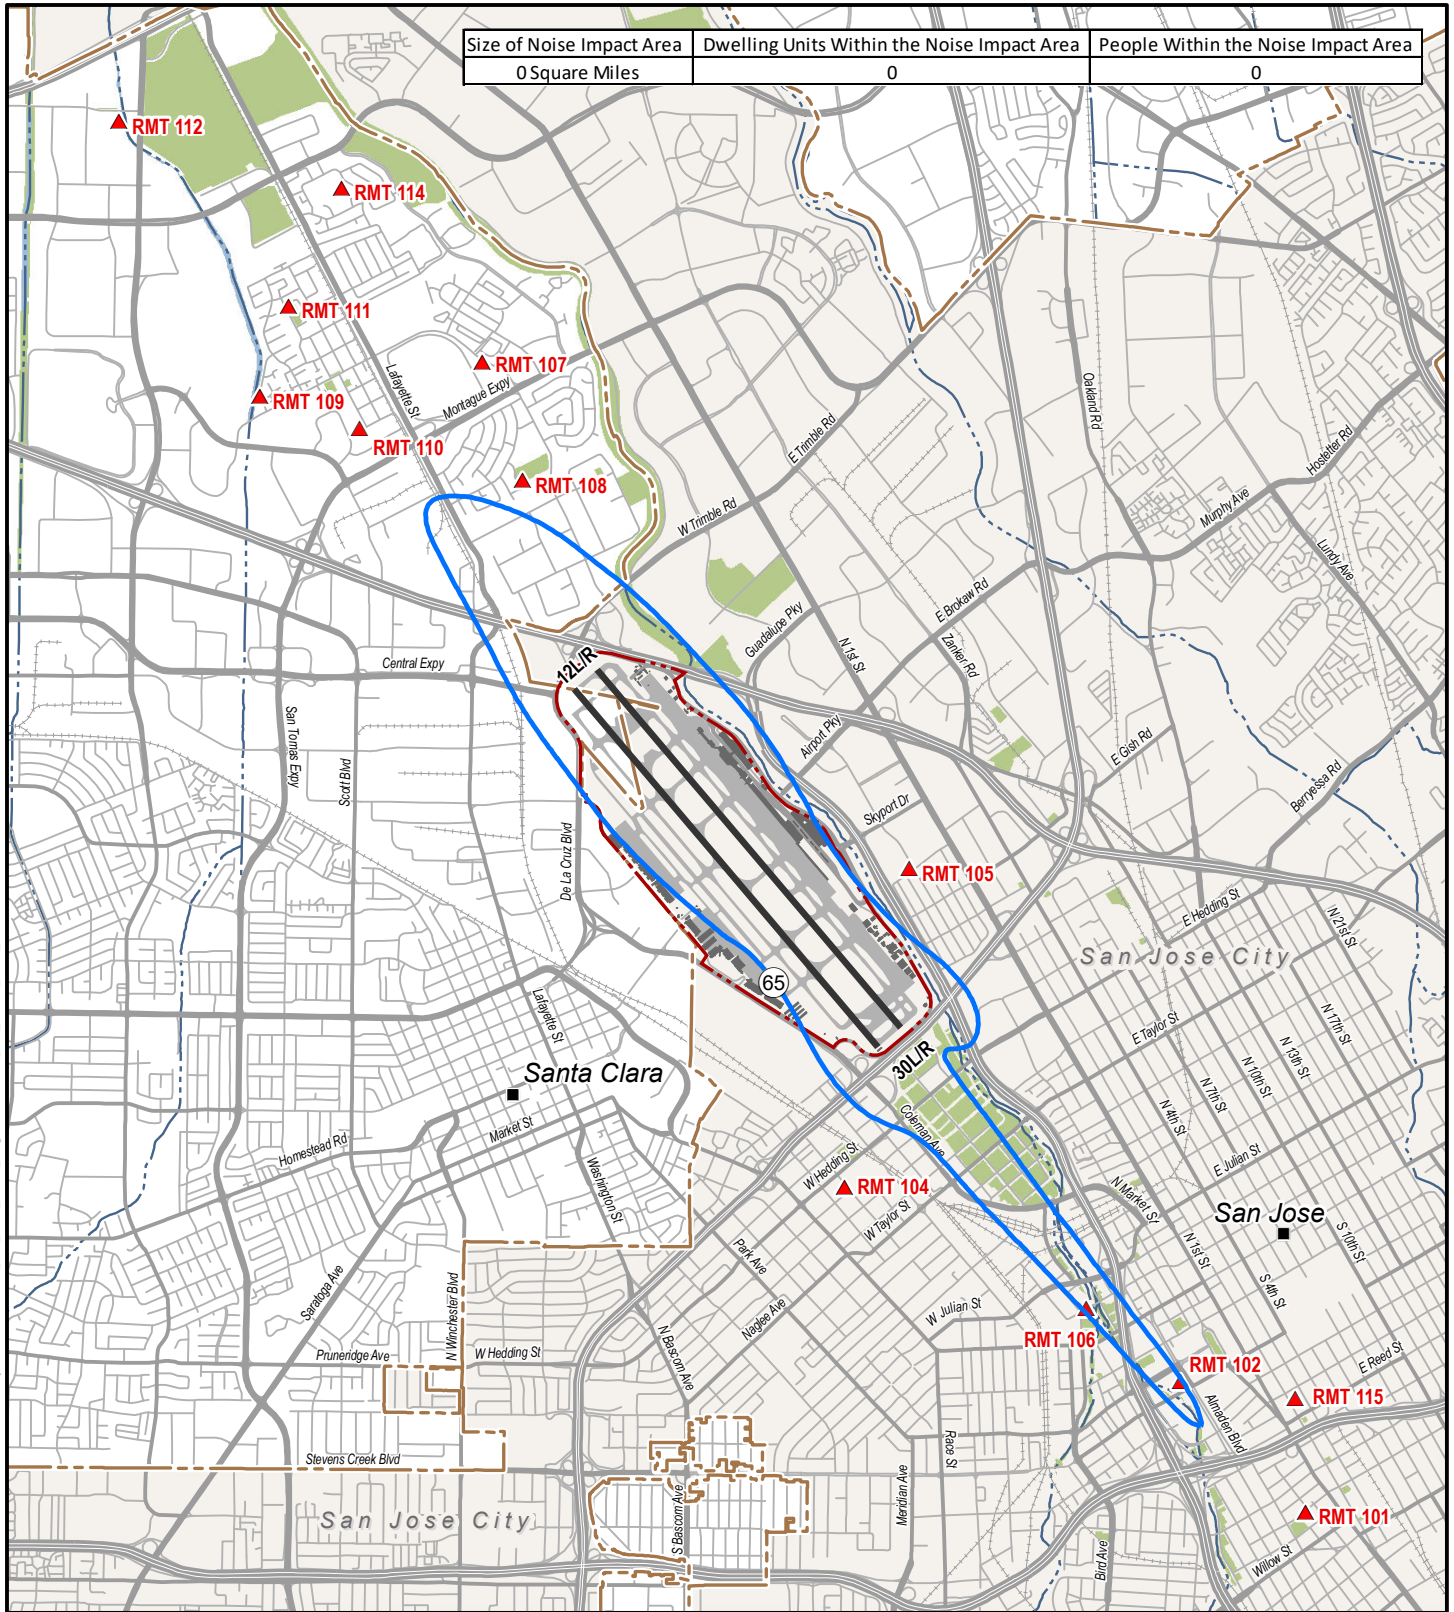 Size of Noise Impact Area | Dwelling Units Within the Noise Impact Area | People Within the Noise Impact Area
0 Square Miles | 0 | 0
RMT 112
RMT 114
RMT 111
RMT 107
Lafayette St
Montague Expy
RMT 109
RMT 110
RMT 108
Oakland Rd
E Trimble Rd
Hostetter Rd
W Trimble Rd
Murphy Ave
Lundy Ave
E Brokaw Rd
Guadalupe Pky
N 1st St
Zanker Rd
12L/R
Central Expy
San Tomas Expy
Scott Blvd
Airport Pky
E Gish Rd
Berryessa Rd
Skyport Dr
De La Cruz Blvd
RMT 105
E Hedding St
N 21st St
San Jose City
65
Lafayette St
N 17th St
E Taylor St
N 13th St
30L/R
N 10th St
Santa Clara
N 7th St
Market St
Coleman Ave
N 4th St
Homestead Rd
Washington St
W Hedding St
E Julian St
RMT 104
N Market St
W Taylor St
San Jose
Park Ave
N 1st St
S 10th St
Saratoga Ave
N Winchester Blvd
S 4th St
Naglee Ave
W Julian St
RMT 106
Pruneridge Ave
W Hedding St
N Bascom Ave
E Reed St
RMT 102
RMT 115
Almaden Blvd
Stevens Creek Blvd
Race St
Meridian Ave
San Jose City
S Bascom Ave
RMT 101
Bird Ave
Willow St